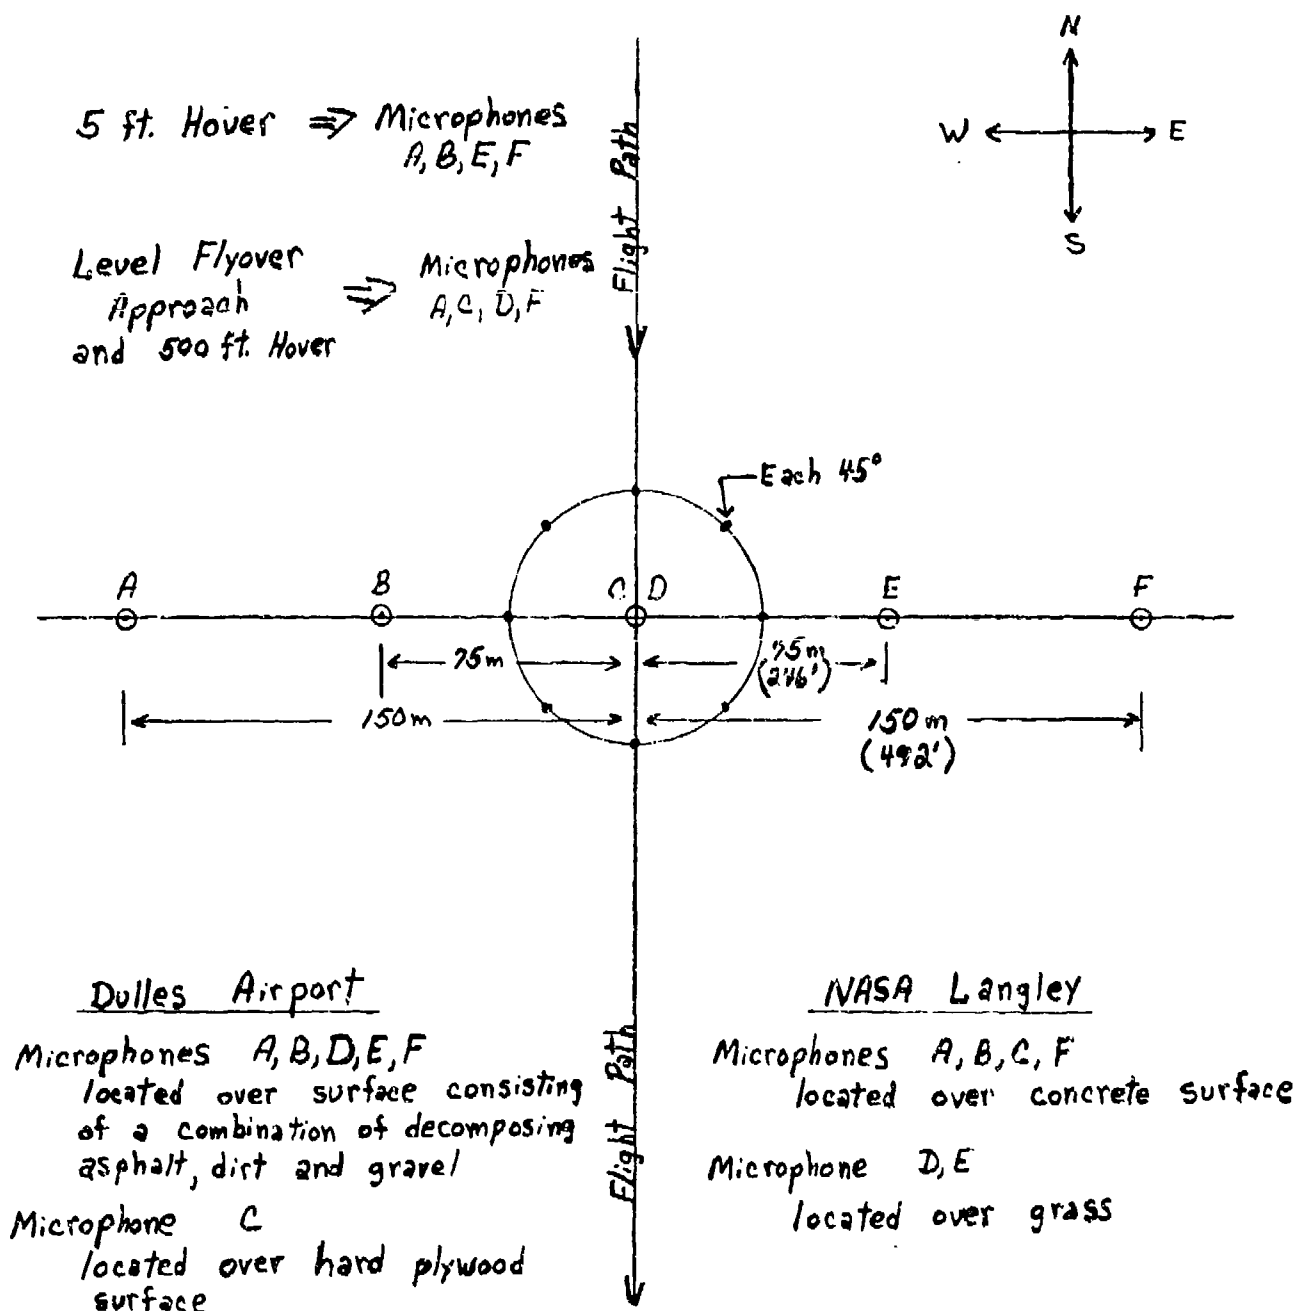 N
W E
S
5 ft. Hover ⇒ Microphones
A, B, E, F
Flight Path
Level Flyover
Approach
and 500 ft. Hover
⇒ Microphones
A, C, D, F
Each 45°
A B C D E F
75m 75m
(246')
150m 150m
(492')
Dulles Airport
Microphones A, B, D, E, F
located over surface consisting
of a combination of decomposing
asphalt, dirt and gravel
Microphone C
located over hard plywood
surface
Flight Path
NASA Langley
Microphones A, B, C, F
located over concrete surface
Microphone D, E
located over grass